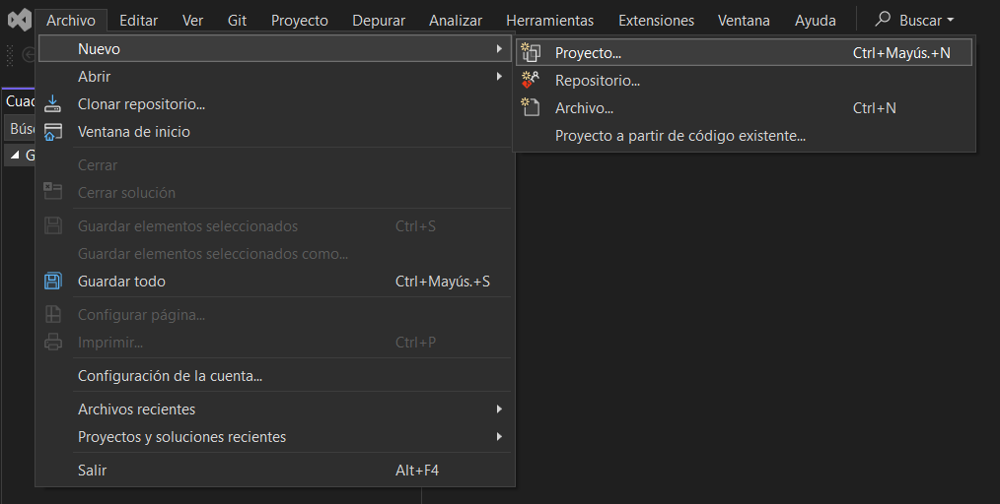 Archivo Editar Ver Git Proyecto Depurar Analizar Herramientas Extensiones Ventana Ayuda Buscar
Nuevo
Abrir
Clonar repositorio...
Ventana de inicio
Cerrar
Cerrar solución
Guardar elementos seleccionados Ctrl+S
Guardar elementos seleccionados como...
Guardar todo Ctrl+Mayús.+S
Configurar página...
Imprimir... Ctrl+P
Configuración de la cuenta...
Archivos recientes
Proyectos y soluciones recientes
Salir Alt+F4
Proyecto... Ctrl+Mayús.+N
Repositorio...
Archivo... Ctrl+N
Proyecto a partir de código existente...